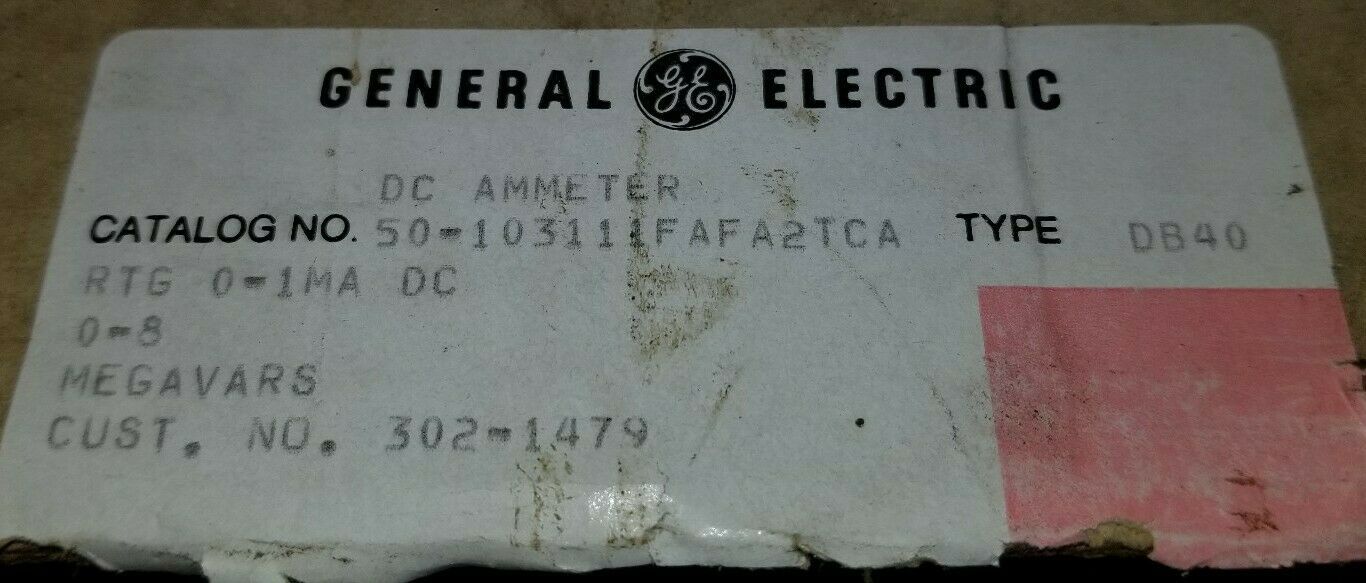 GENERAL GE ELECTRIC
DC AMMETER
CATALOG NO. 50-103111FAFA2TCA TYPE DB40
RTG 0-1MA DC
0-8
MEGAVARS
CUST. NO. 302-1479